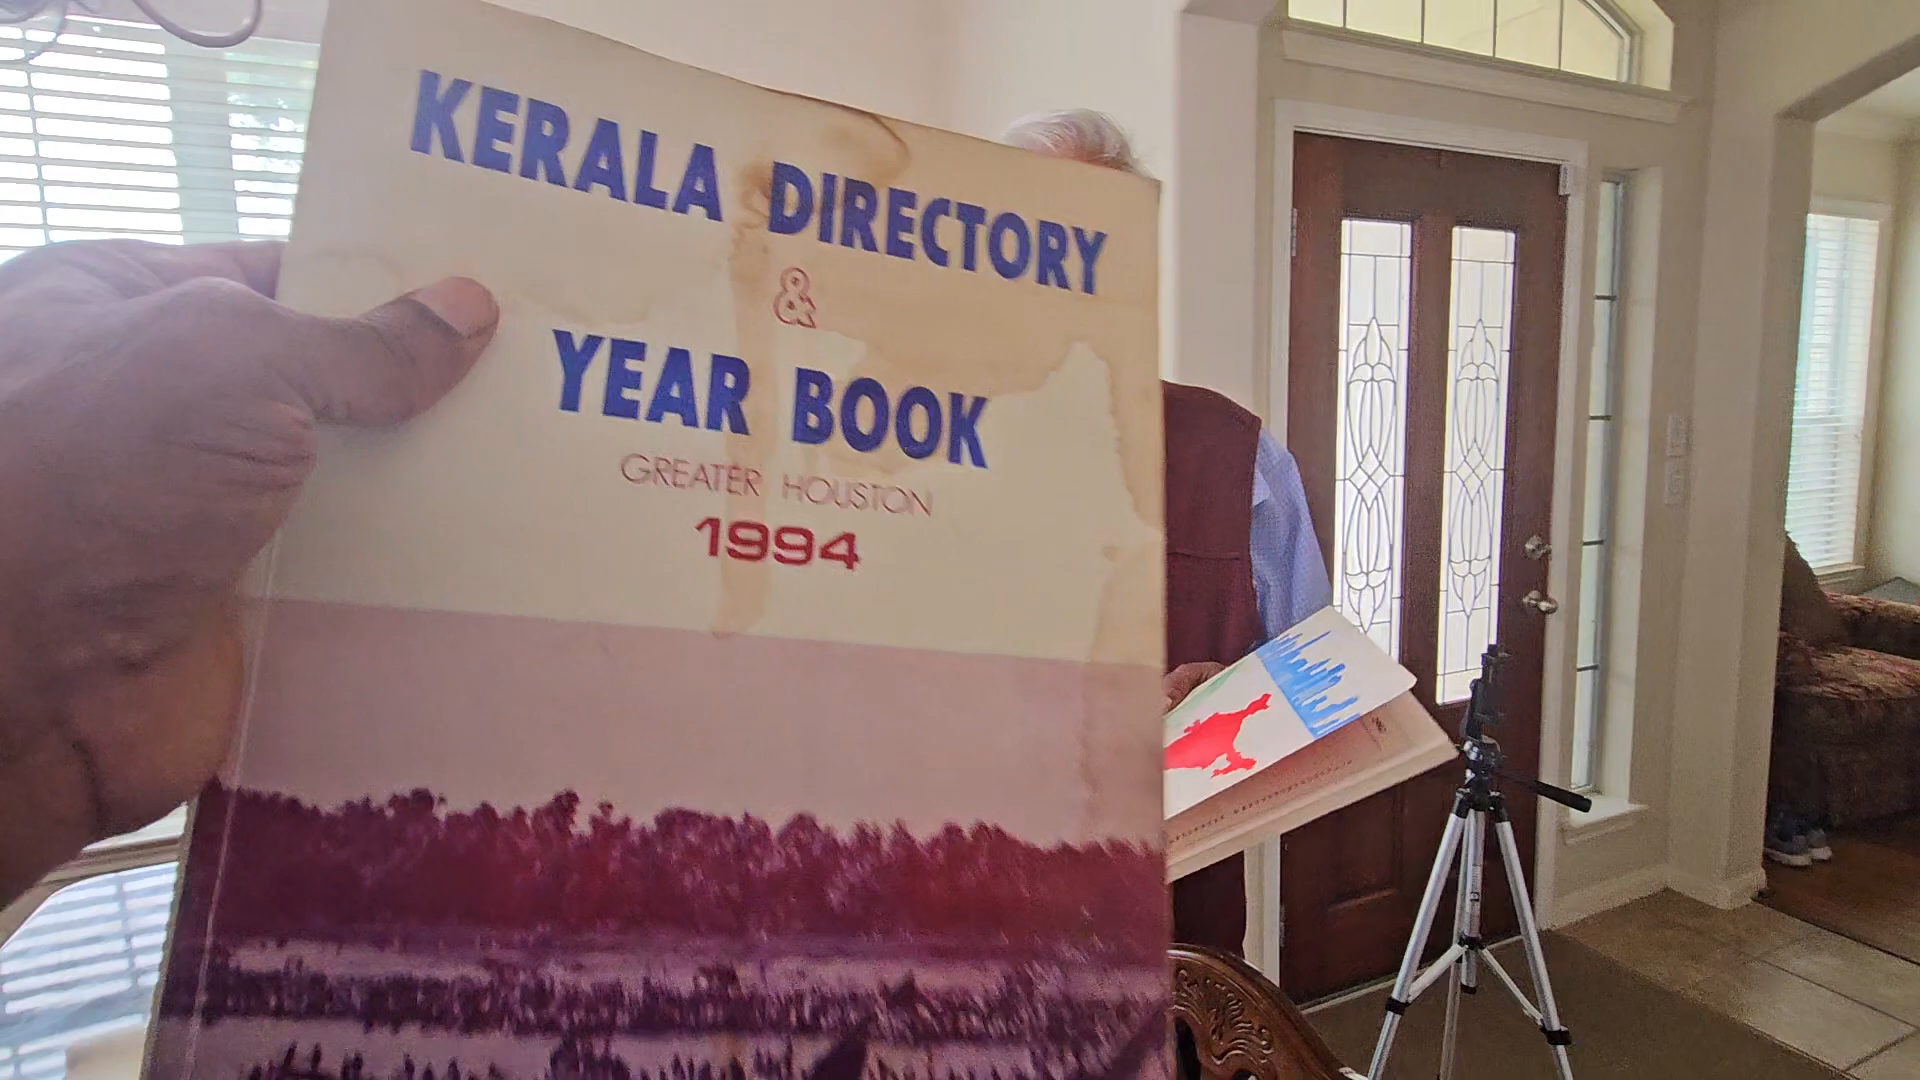 KERALA DIRECTORY
&
YEAR BOOK
GREATER HOUSTON
1994